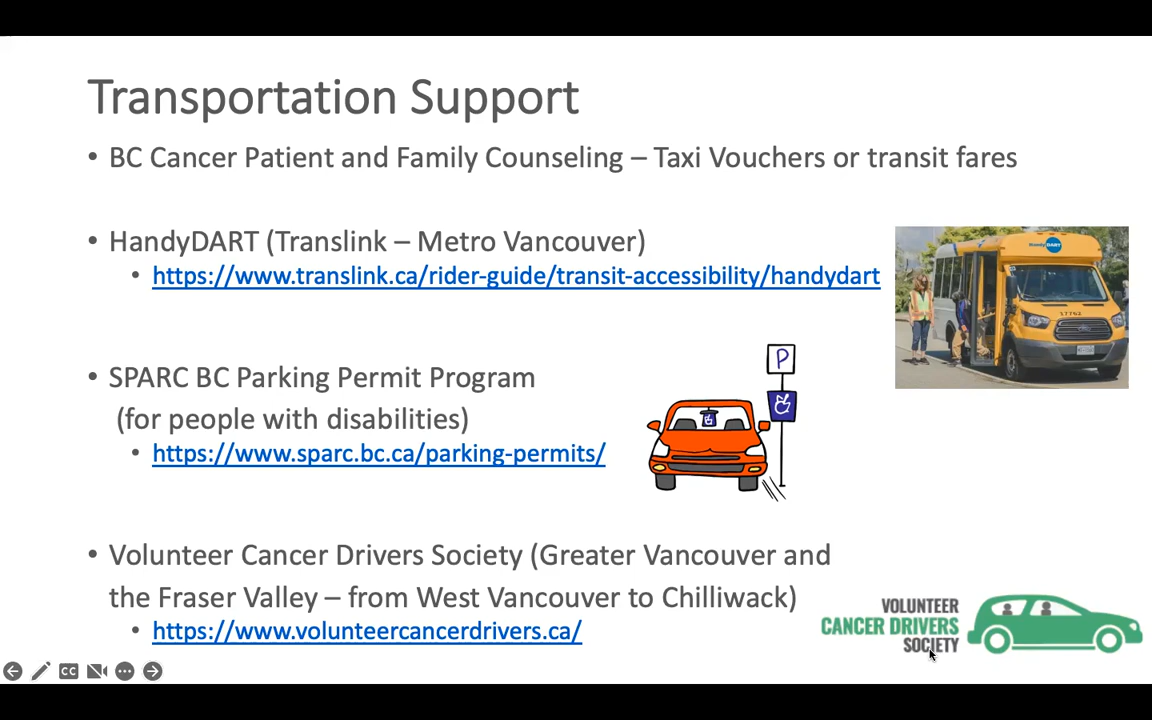 Transportation Support
• BC Cancer Patient and Family Counseling – Taxi Vouchers or transit fares
• HandyDART (Translink – Metro Vancouver)
• https://www.translink.ca/rider-guide/transit-accessibility/handydart
HandyDART
17762
P
• SPARC BC Parking Permit Program
(for people with disabilities)
• https://www.sparc.bc.ca/parking-permits/
• Volunteer Cancer Drivers Society (Greater Vancouver and
the Fraser Valley – from West Vancouver to Chilliwack)
• https://www.volunteercancerdrivers.ca/
VOLUNTEER
CANCER DRIVERS
SOCIETY
CC